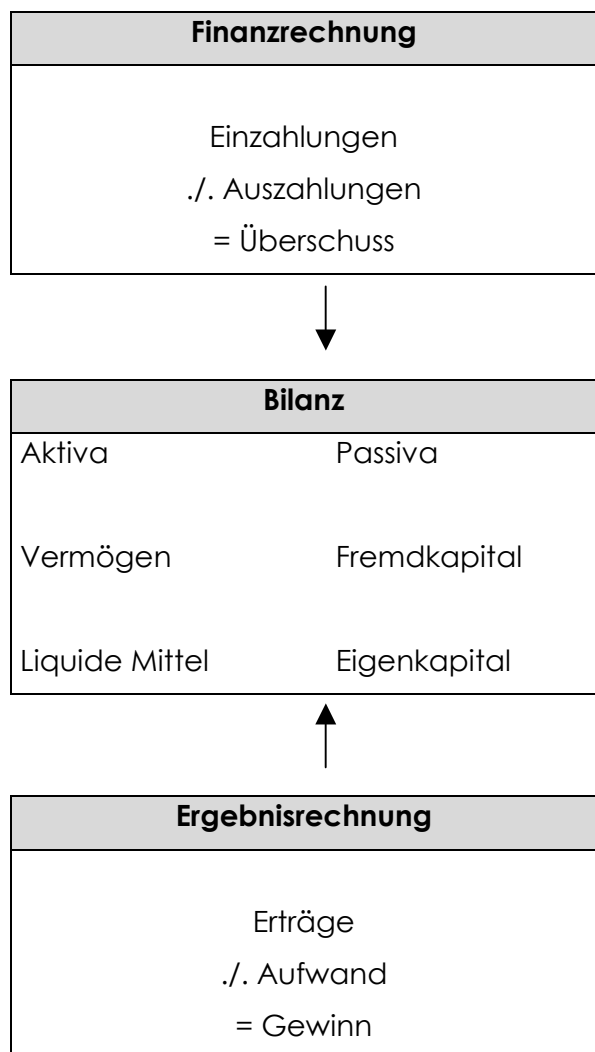 Finanzrechnung
Einzahlungen
./. Auszahlungen
= Überschuss
Bilanz
Aktiva Passiva
Vermögen Fremdkapital
Liquide Mittel Eigenkapital
Ergebnisrechnung
Erträge
./. Aufwand
= Gewinn